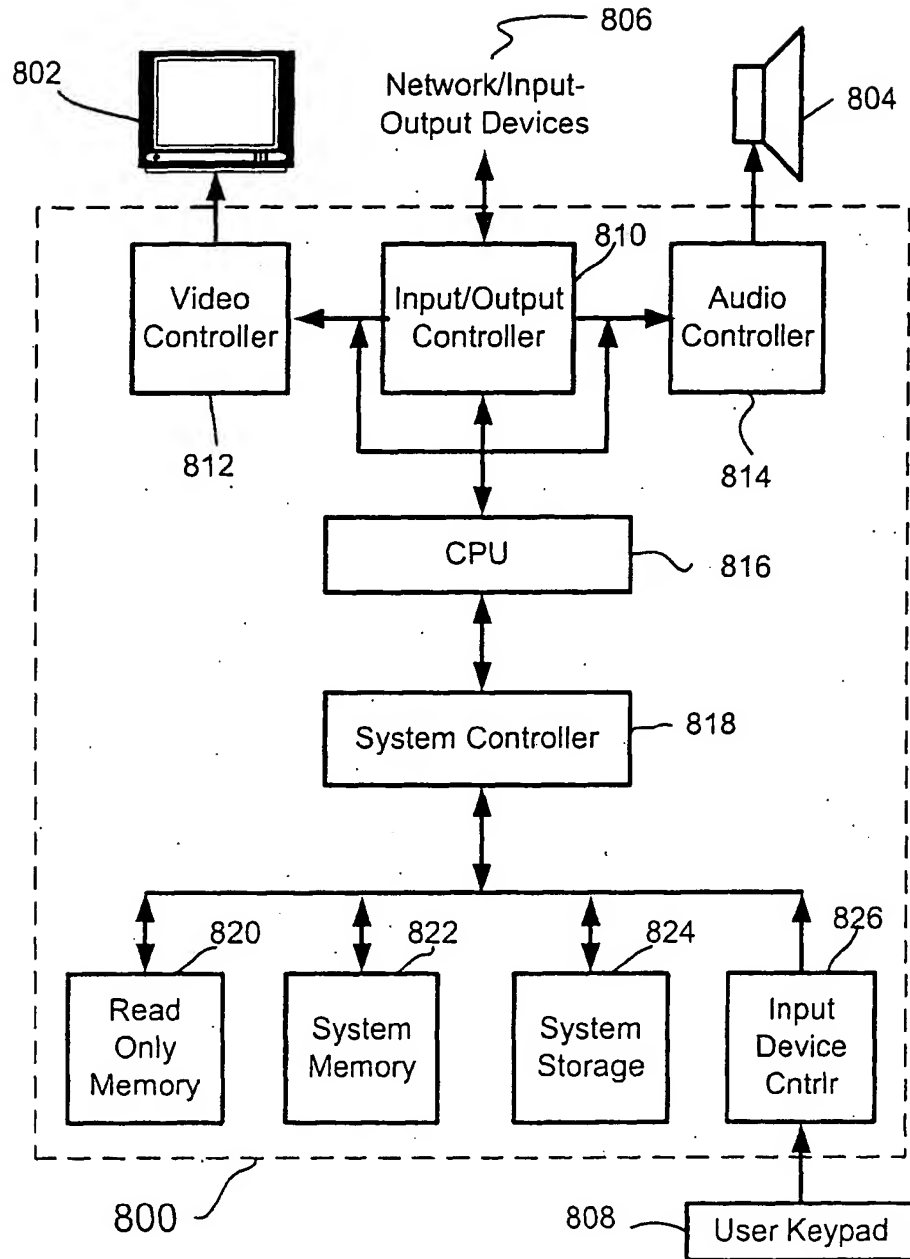 806
802
Network/Input-
Output Devices
804
810
Video
Controller
Input/Output
Controller
Audio
Controller
812
814
CPU
816
System Controller
818
820
822
824
826
Read
Only
Memory
System
Memory
System
Storage
Input
Device
Cntrlr
800
808
User Keypad